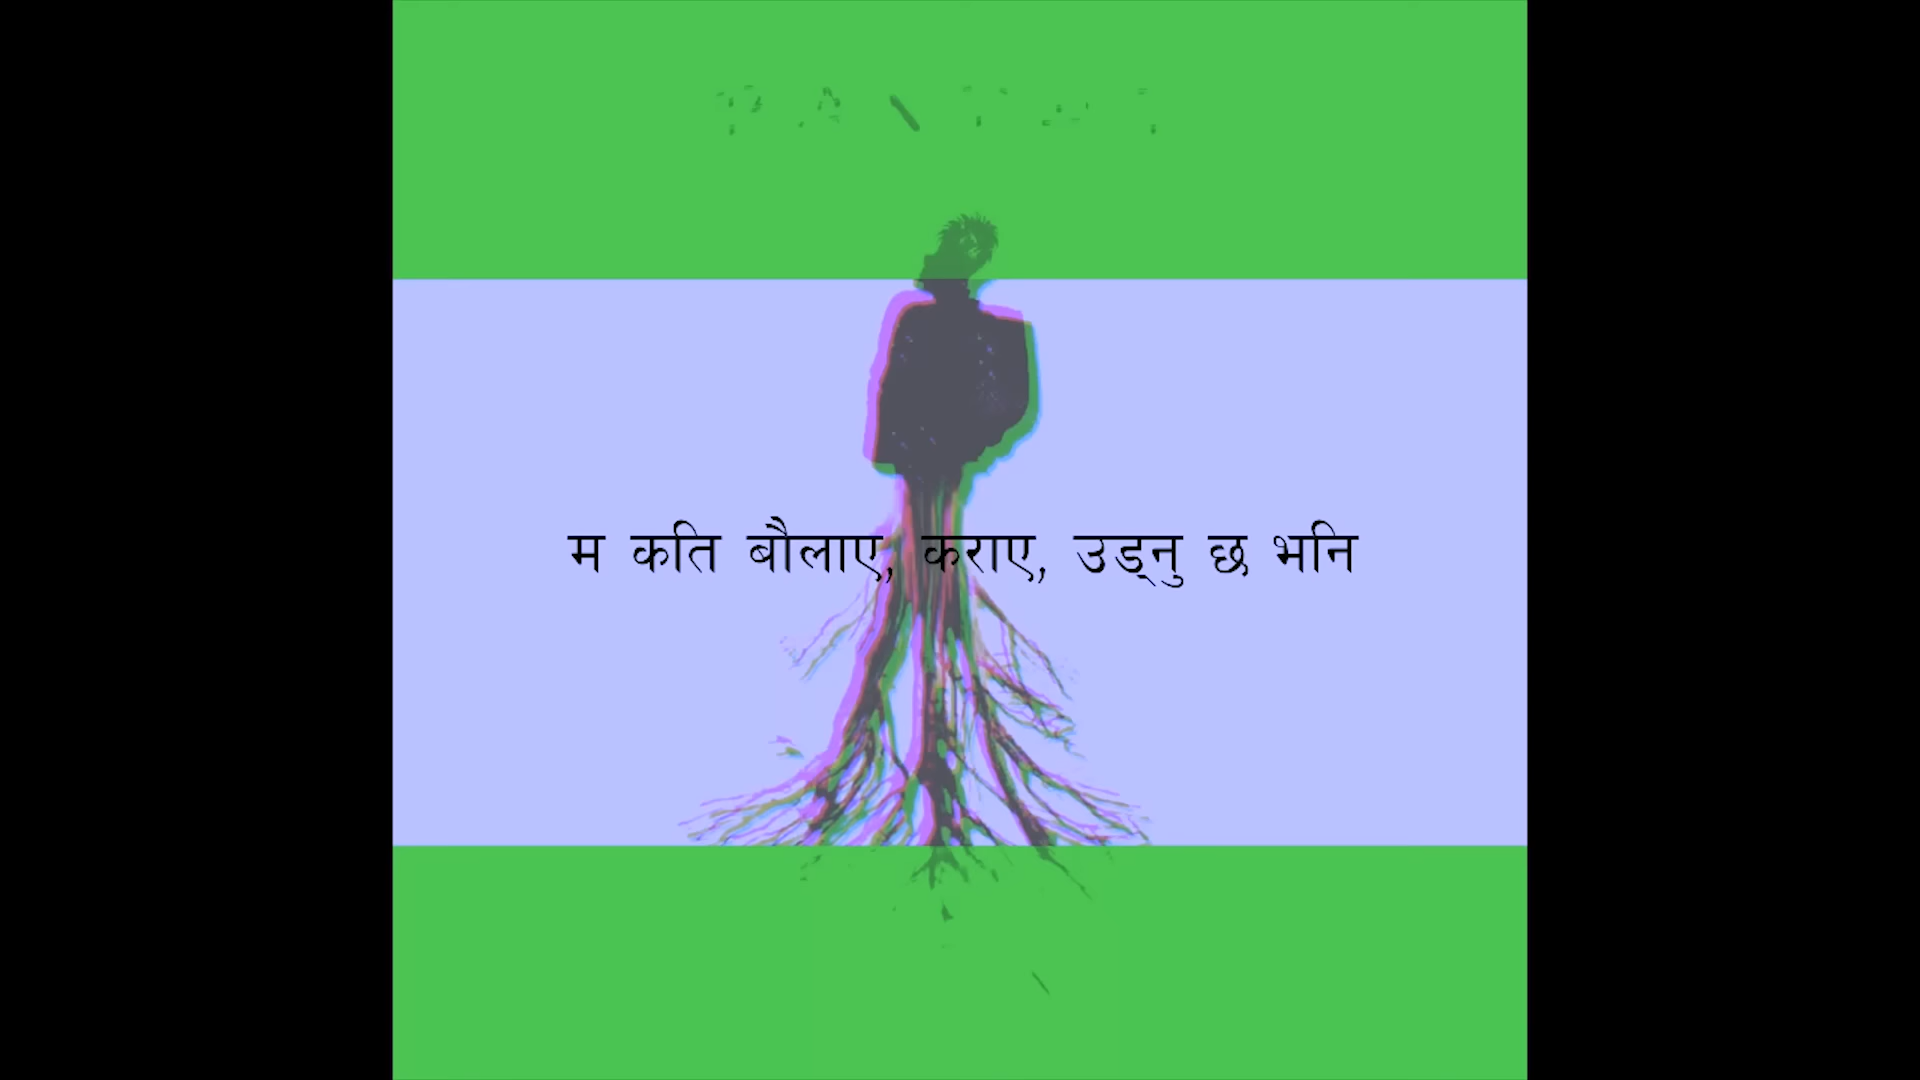 म कति बौलाए, कराए, उड्नु छ भनि